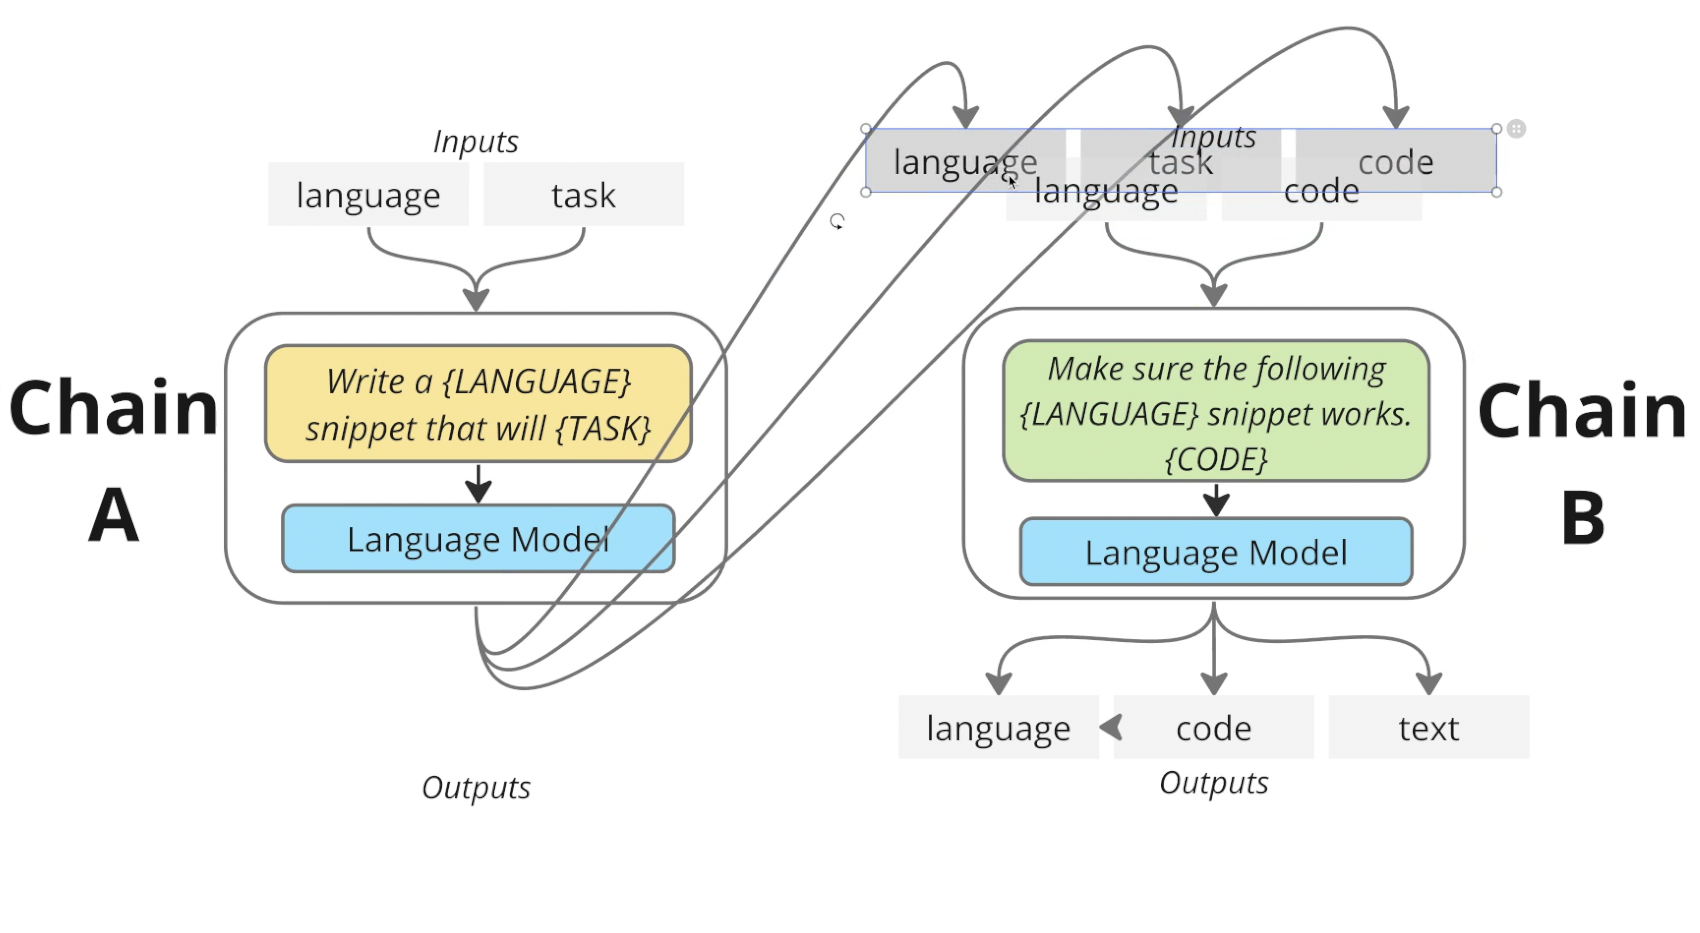 Inputs
language
task
Chain
A
Write a {LANGUAGE}
snippet that will {TASK}
Language Model
Outputs
language
task
code
Inputs
language
code
Make sure the following
{LANGUAGE} snippet works.
{CODE}
Language Model
Chain
B
language
code
text
Outputs